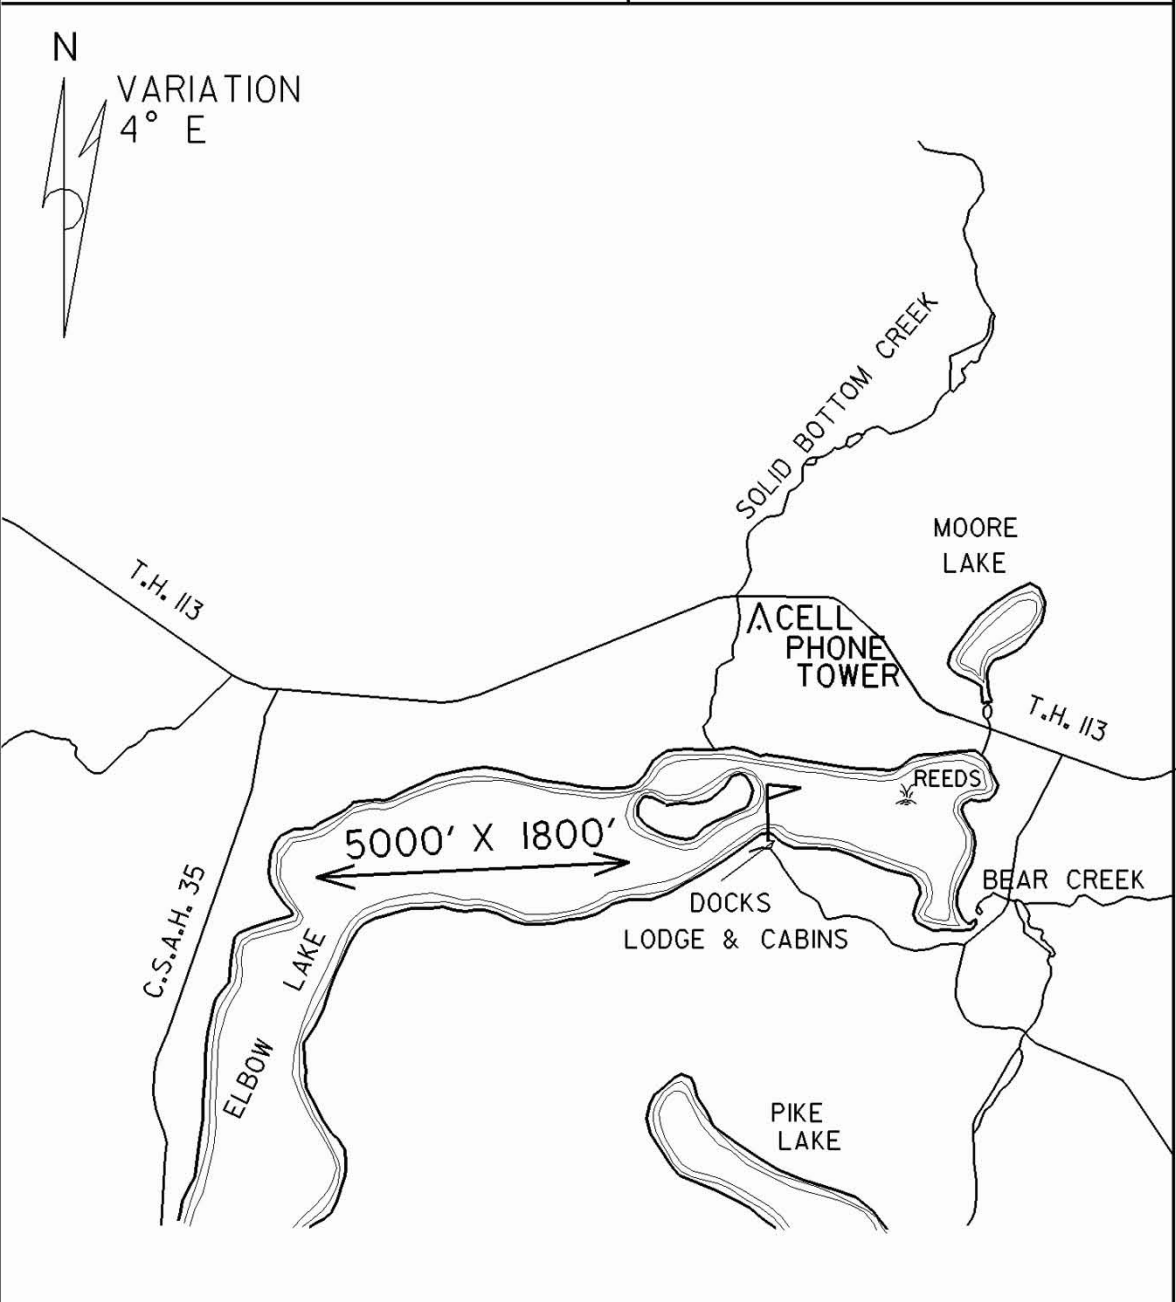 N
VARIATION
4° E
SOLID BOTTOM CREEK
MOORE
LAKE
T.H. 113
CELL
PHONE
TOWER
T.H. 113
REEDS
5000' X 1800'
C.S.A.H. 35
BEAR CREEK
DOCKS
LODGE & CABINS
ELBOW LAKE
PIKE
LAKE